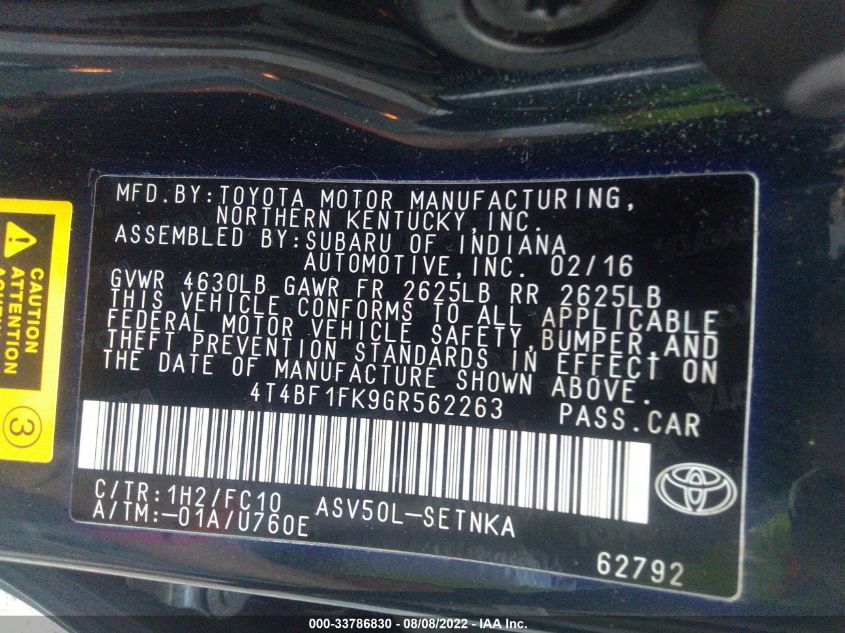 MFD.BY:TOYOTA MOTOR MANUFACTURING,
NORTHERN KENTUCKY,INC.
ASSEMBLED BY:SUBARU OF INDIANA
AUTOMOTIVE,INC. 02/16
GVWR 4630LB GAWR FR 2625LB RR 2625LB
THIS VEHICLE CONFORMS TO ALL APPLICABLE
FEDERAL MOTOR VEHICLE SAFETY,BUMPER,AND
THEFT PREVENTION STANDARDS IN EFFECT ON
THE DATE OF MANUFACTURE SHOWN ABOVE.
4T4BF1FK9GR562263 PASS.CAR
C/TR:1H2/FC10 ASV50L-SETNKA
A/TM:-01A/U760E
62792
CAUTION
ATTENTION
3
000-33786830 - 08/08/2022 - IAAI.com